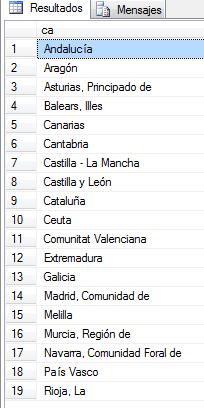 Resultados Mensajes
ca
1 Andalucía
2 Aragón
3 Asturias, Principado de
4 Balears, Illes
5 Canarias
6 Cantabria
7 Castilla - La Mancha
8 Castilla y León
9 Cataluña
10 Ceuta
11 Comunitat Valenciana
12 Extremadura
13 Galicia
14 Madrid, Comunidad de
15 Melilla
16 Murcia, Región de
17 Navarra, Comunidad Foral de
18 País Vasco
19 Rioja, La